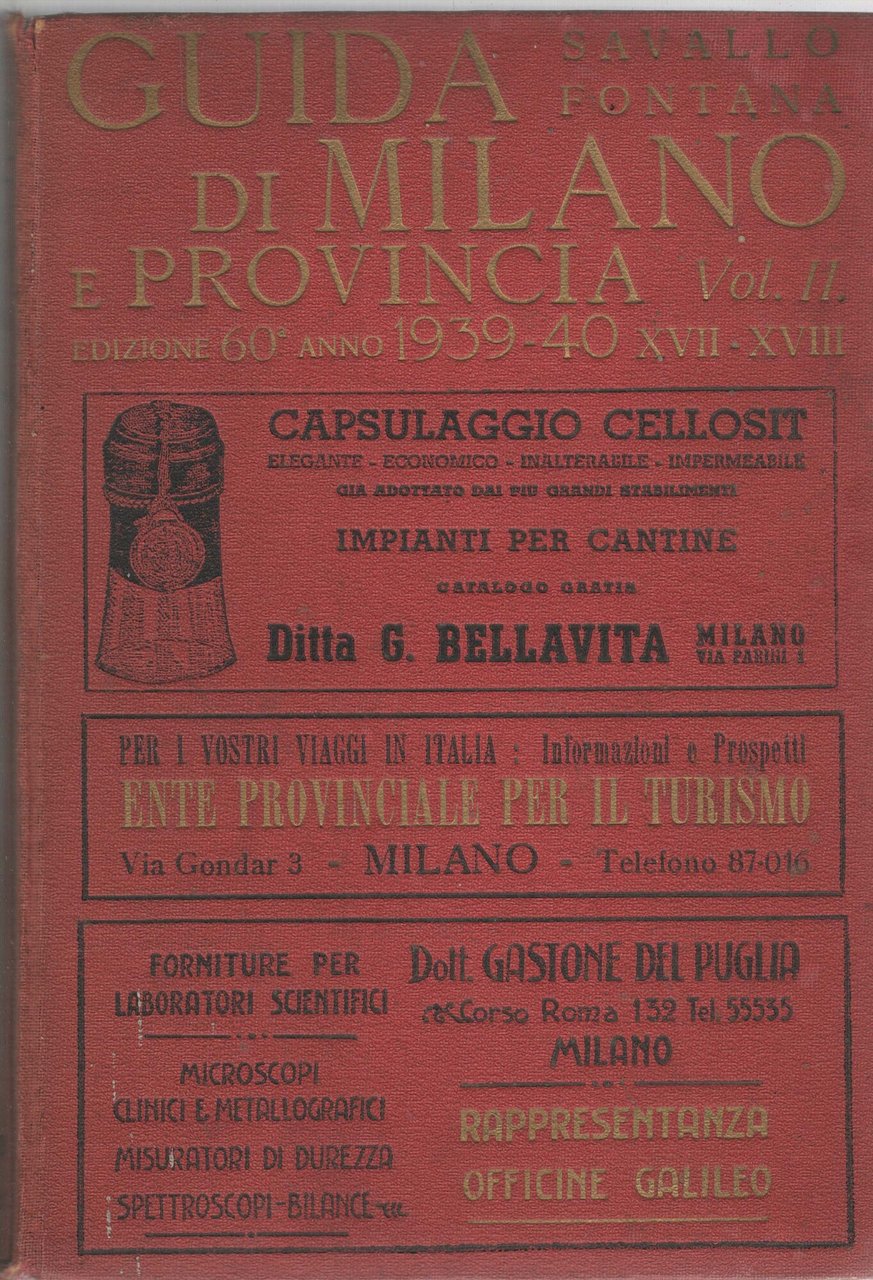 GUIDA SAVALLO
FONTANA
DI MILANO
E PROVINCIA Vol. II.
EDIZIONE 60ª ANNO 1939-40 XVII-XVIII
CAPSULAGGIO CELLOSIT
ELEGANTE - ECONOMICO - INALTERABILE - IMPERMEABILE
GIA ADOTTATO DAI PIU GRANDI STABILIMENTI
IMPIANTI PER CANTINE
CATALOGO GRATIS
Ditta G. BELLAVITA MILANO
VIA PARINI 1
PER I VOSTRI VIAGGI IN ITALIA : Informazioni e Prospetti
ENTE PROVINCIALE PER IL TURISMO
Via Gondar 3 - MILANO - Telefono 87-016
FORNITURE PER
LABORATORI SCIENTIFICI
MICROSCOPI
CLINICI E METALLOGRAFICI
MISURATORI DI DUREZZA
SPETTROSCOPI-BILANCE
Dott. GASTONE DEL PUGLIA
Corso Roma 132 Tel. 55535
MILANO
RAPPRESENTANZA
OFFICINE GALILEO